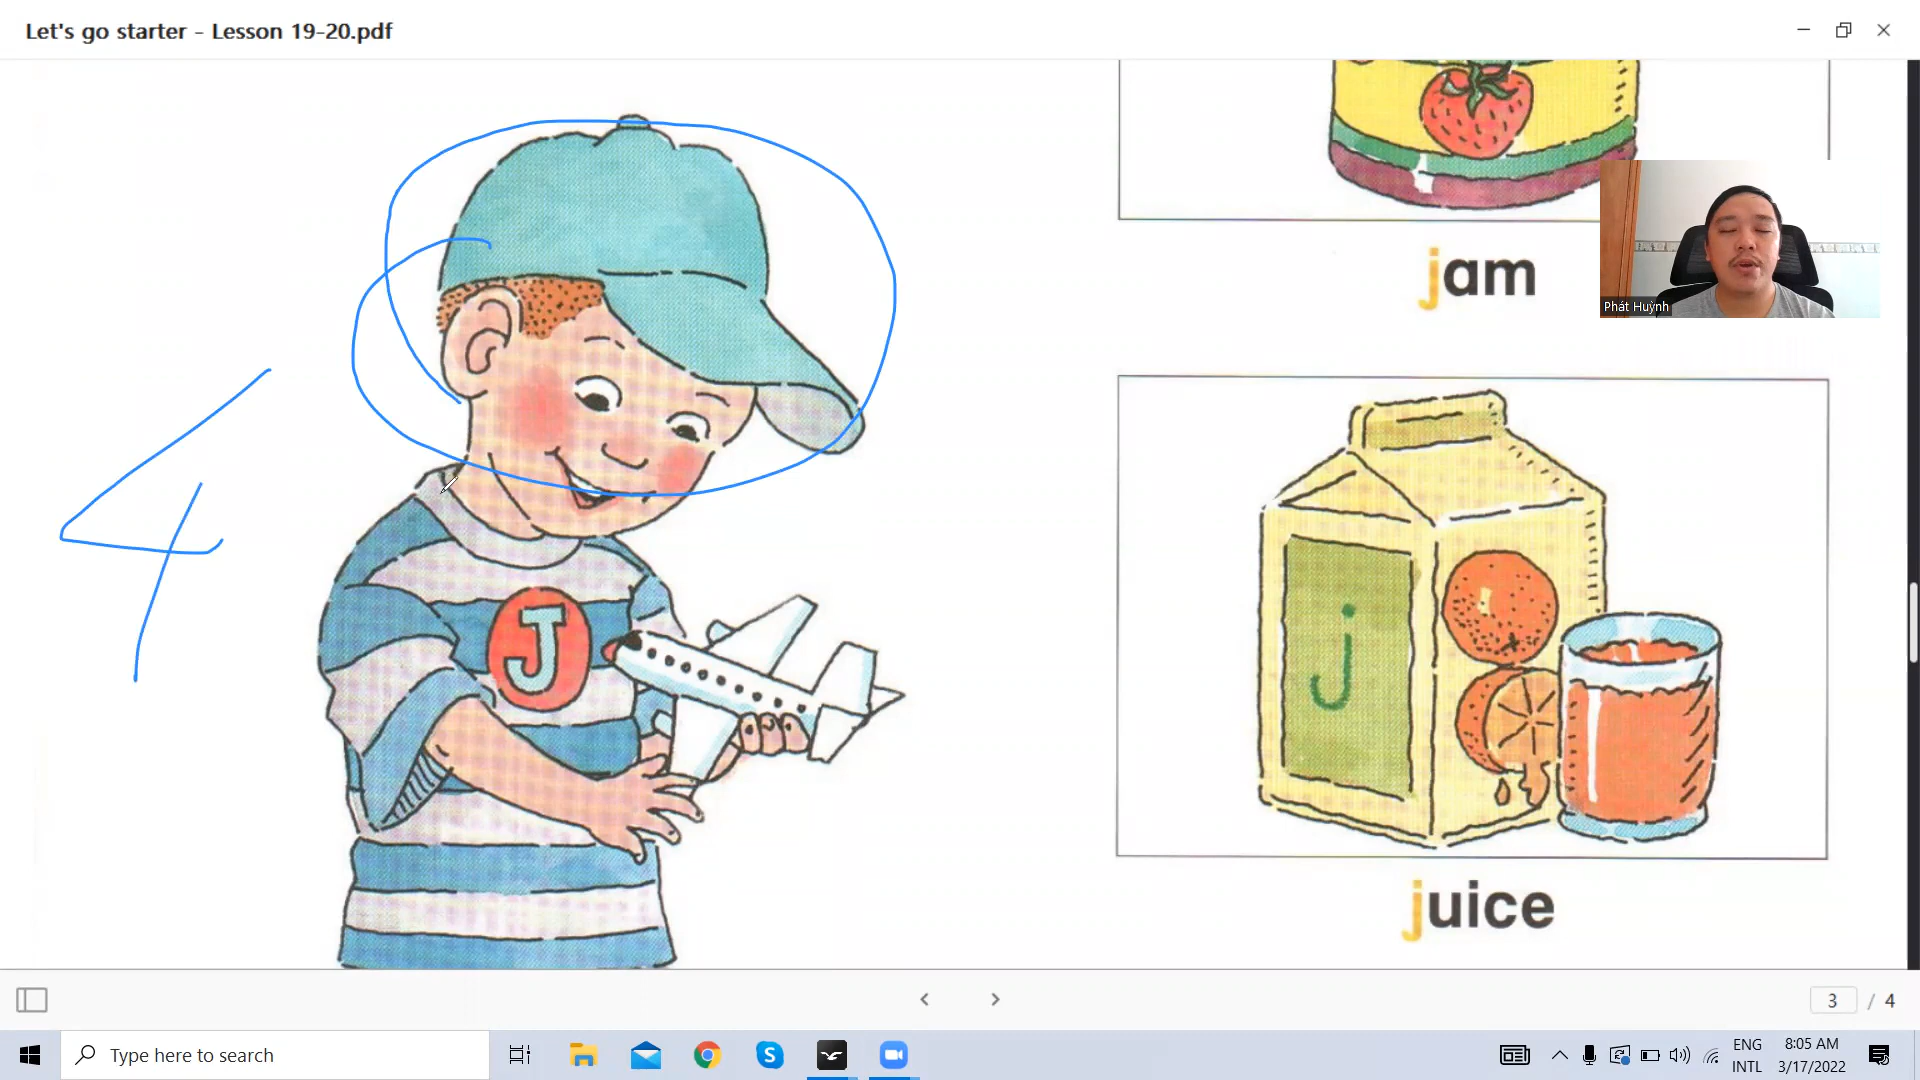 Let's go starter - Lesson 19-20.pdf
jam
Phát Huỳnh
4
J
j
juice
3 / 4
Type here to search
ENG
INTL
8:05 AM
3/17/2022